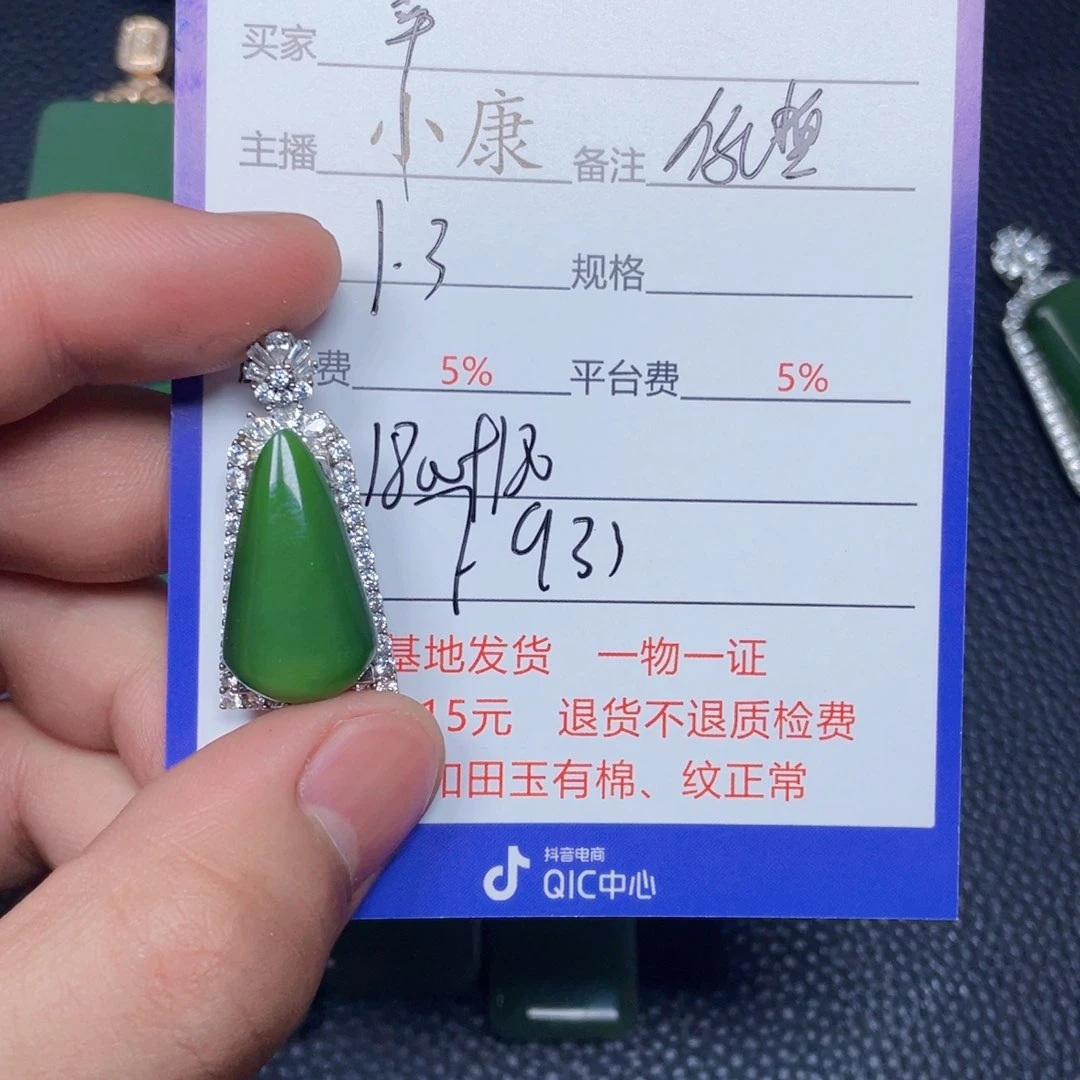 买家
主播 小康 备注
1.3 规格
费 5% 平台费 5%
基地发货 一物一证
15元 退货不退质检费
田玉有棉、纹正常
抖音电商
QIC中心